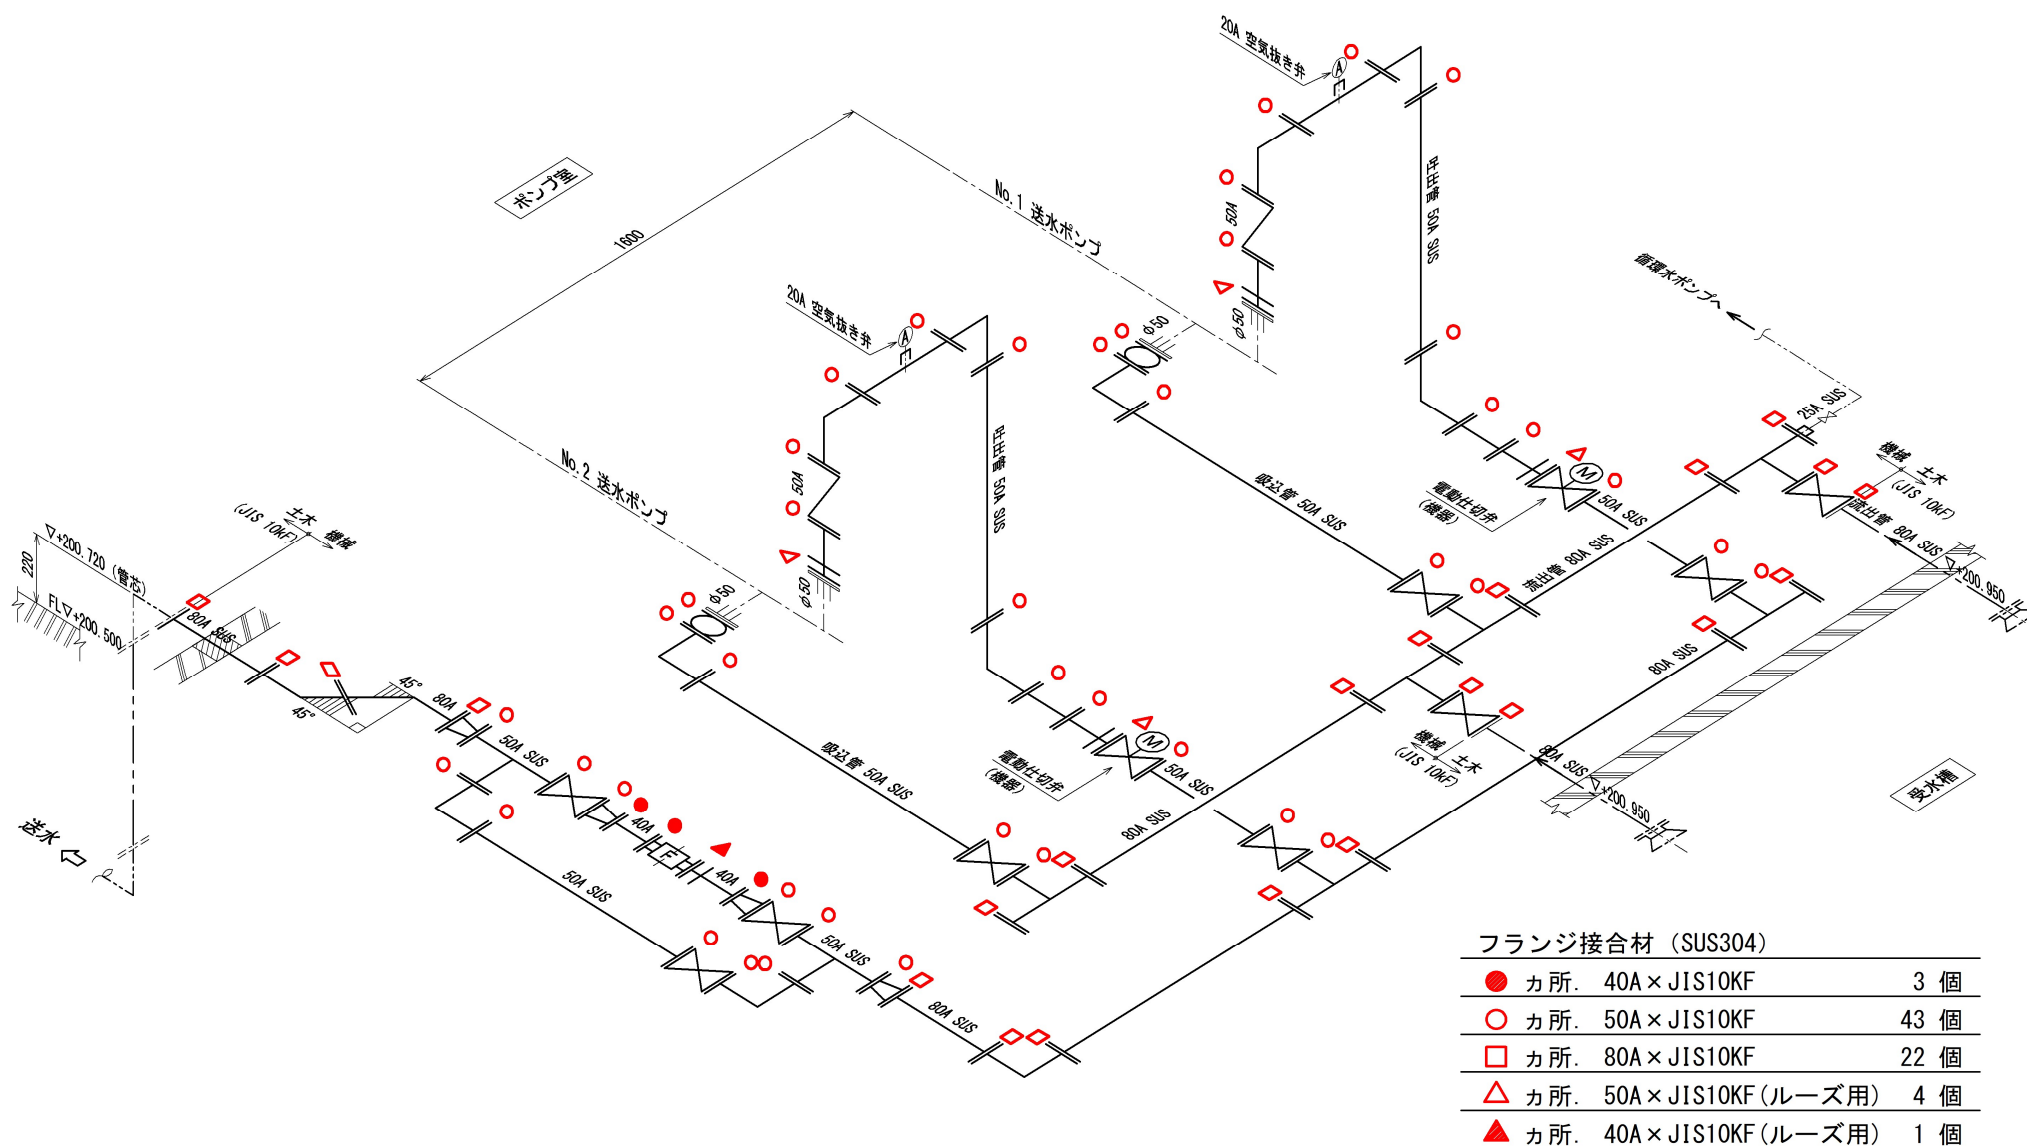 20A 空気抜き弁
A
ポンプ室
1600
No.1 送水ポンプ
50A
φ50
吐出管 50A SUS
循環水ポンプへ
25A SUS
20A 空気抜き弁
A
φ50
機械
土木
(JIS 10kF)
No.2 送水ポンプ
50A
φ50
吐出管 50A SUS
吸込管 50A SUS
電動仕切弁
(機器)
M
50A SUS
流出管 80A SUS
流出管 80A SUS
▽+200.950
土木
機械
(JIS 10kF)
▽+200.720 (管芯)
220
FL▽+200.500
80A SUS
φ50
45°
45°
80A
50A SUS
吸込管 50A SUS
電動仕切弁
(機器)
M
50A SUS
機械
土木
(JIS 10kF)
80A SUS
80A SUS
▽+200.950
受水槽
送水
40A
F
40A
50A SUS
80A SUS
50A SUS
80A SUS
フランジ接合材 (SUS304)
カ所. 40A×JIS10KF 3 個
カ所. 50A×JIS10KF 43 個
カ所. 80A×JIS10KF 22 個
カ所. 50A×JIS10KF(ルーズ用) 4 個
カ所. 40A×JIS10KF(ルーズ用) 1 個